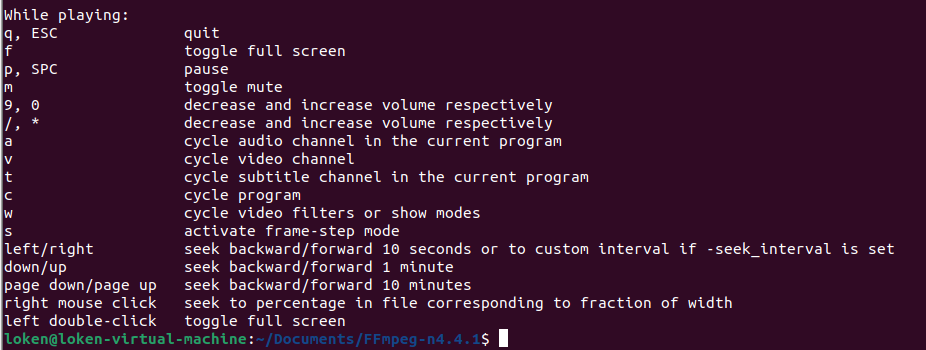 While playing:
q, ESC              quit
f                   toggle full screen
p, SPC              pause
m                   toggle mute
9, 0                decrease and increase volume respectively
/, *                decrease and increase volume respectively
a                   cycle audio channel in the current program
v                   cycle video channel
t                   cycle subtitle channel in the current program
c                   cycle program
w                   cycle video filters or show modes
s                   activate frame-step mode
left/right          seek backward/forward 10 seconds or to custom interval if -seek_interval is set
down/up             seek backward/forward 1 minute
page down/page up   seek backward/forward 10 minutes
right mouse click   seek to percentage in file corresponding to fraction of width
left double-click   toggle full screen
loken@loken-virtual-machine:~/Documents/FFmpeg-n4.4.1$